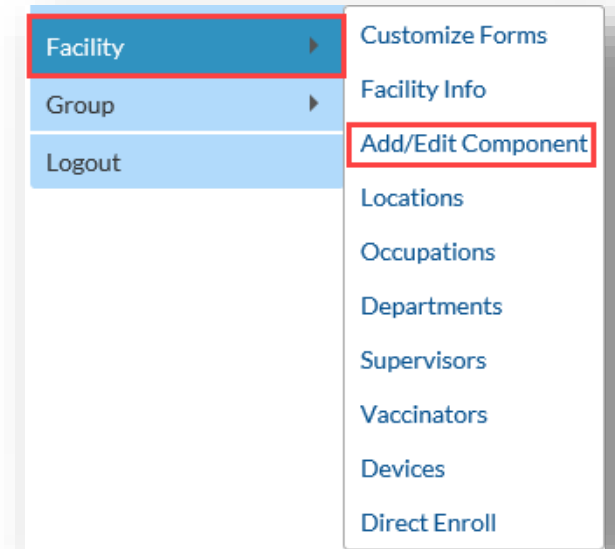 Facility
Group
Logout
Customize Forms
Facility Info
Add/Edit Component
Locations
Occupations
Departments
Supervisors
Vaccinators
Devices
Direct Enroll